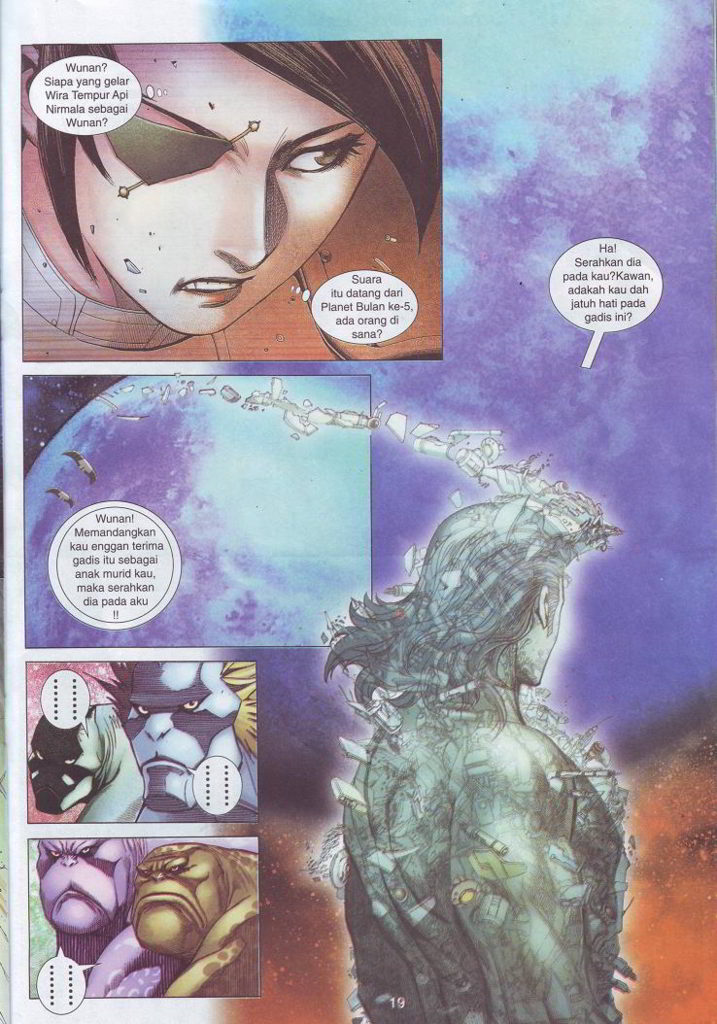 Wunan?
Siapa yang gelar
Wira Tempur Api
Nirmala sebagai
Wunan?
Suara
itu datang dari
Planet Bulan ke-5,
ada orang di
sana?
Wunan!
Memandangkan
kau enggan terima
gadis itu sebagai
anak murid kau,
maka serahkan
dia pada aku
!!
Ha!
Serahkan dia
pada kau?Kawan,
adakah kau dah
jatuh hati pada
gadis ini?
19